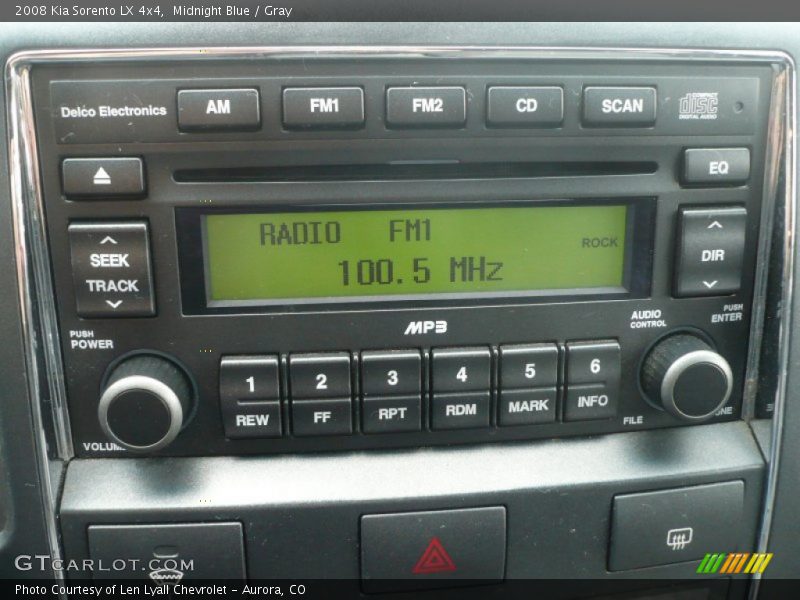 2008 Kia Sorento LX 4x4, Midnight Blue / Gray
Delco Electronics
AM
FM1
FM2
CD
SCAN
COMPACT
disc
DIGITAL AUDIO
EQ
SEEK
TRACK
RADIO FM1
ROCK
100.5 MHz
DIR
PUSH
POWER
MP3
AUDIO
CONTROL
PUSH
ENTER
1
2
3
4
5
6
REW
FF
RPT
RDM
MARK
INFO
VOLUME
FILE
GTCARLOT.COM
Photo Courtesy of Len Lyall Chevrolet - Aurora, CO